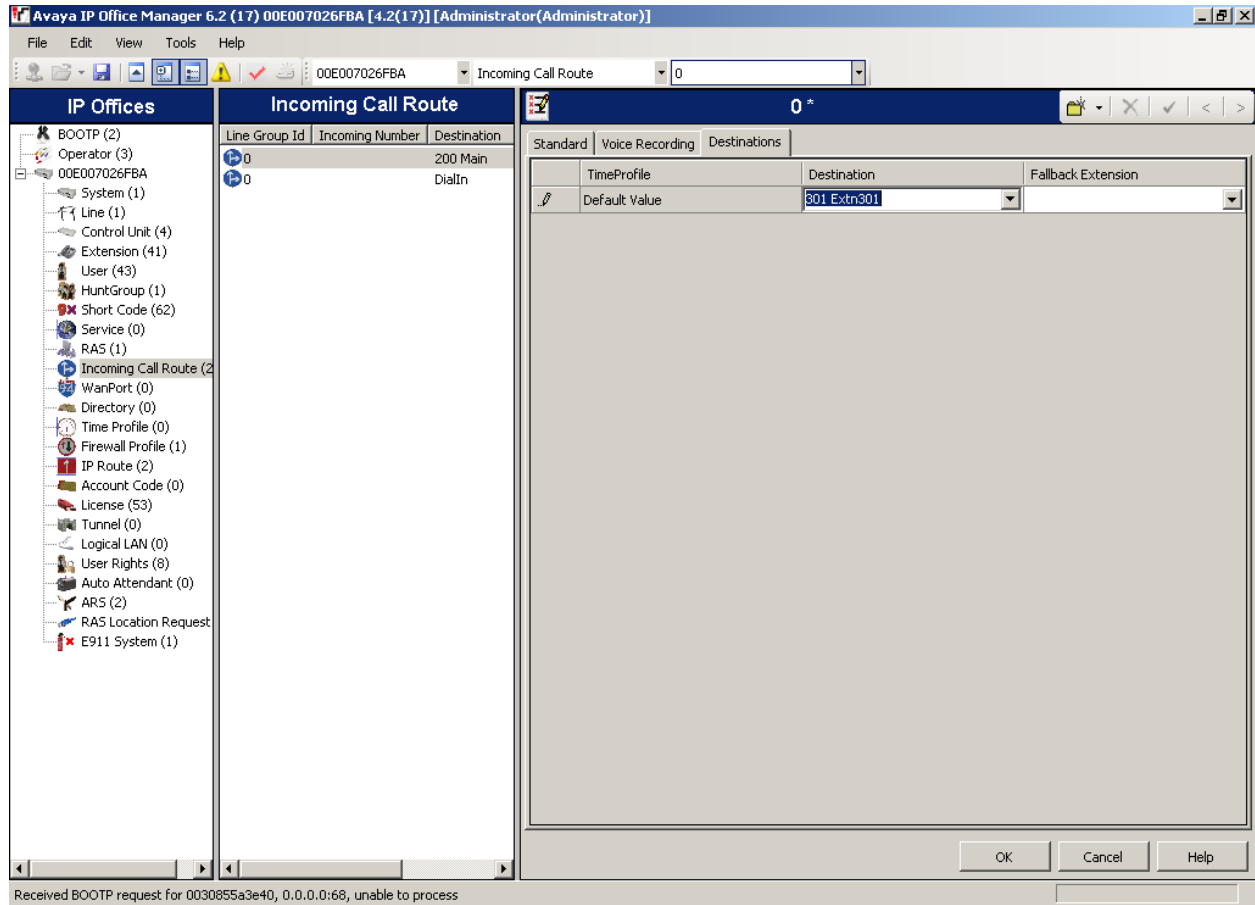 Avaya IP Office Manager 6.2 (17) 00E007026FBA [4.2(17)] [Administrator(Administrator)]
File Edit View Tools Help
00E007026FBA Incoming Call Route 0
IP Offices
BOOTP (2)
Operator (3)
00E007026FBA
System (1)
Line (1)
Control Unit (4)
Extension (41)
User (43)
HuntGroup (1)
Short Code (62)
Service (0)
RAS (1)
Incoming Call Route (2
WanPort (0)
Directory (0)
Time Profile (0)
Firewall Profile (1)
IP Route (2)
Account Code (0)
License (53)
Tunnel (0)
Logical LAN (0)
User Rights (8)
Auto Attendant (0)
ARS (2)
RAS Location Request
E911 System (1)
Incoming Call Route
Line Group Id Incoming Number Destination
0 200 Main
0 DialIn
0 *
Standard Voice Recording Destinations
TimeProfile Destination Fallback Extension
Default Value 301 Extn301
OK Cancel Help
Received BOOTP request for 0030855a3e40, 0.0.0.0:68, unable to process